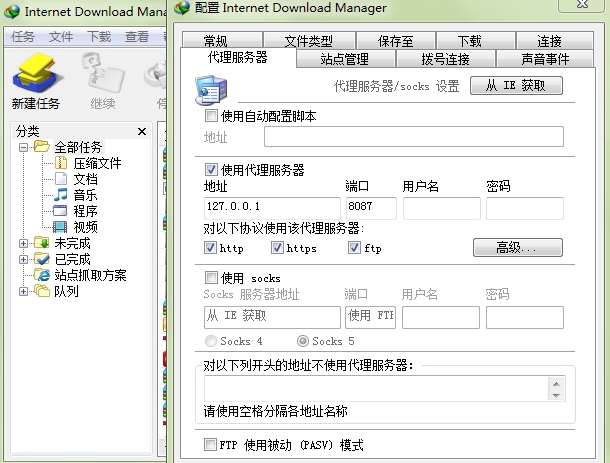 Internet Download Mana
任务 文件 下载 查看
新建任务 继续
分类
全部任务
压缩文件
文档
音乐
程序
视频
未完成
已完成
站点抓取方案
队列
配置 Internet Download Manager
常规 文件类型 保存至 下载 连接
代理服务器 站点管理 拨号连接 声音事件
代理服务器/socks 设置 从 IE 获取
使用自动配置脚本
地址
使用代理服务器
地址 端口 用户名 密码
127.0.0.1 8087
对以下协议使用该代理服务器:
http https ftp 高级...
使用 socks
Socks 服务器地址 端口 用户名 密码
从 IE 获取 使用 FTP
Socks 4 Socks 5
对以下列开头的地址不使用代理服务器:
请使用空格分隔各地址名称
FTP 使用被动 (PASV) 模式